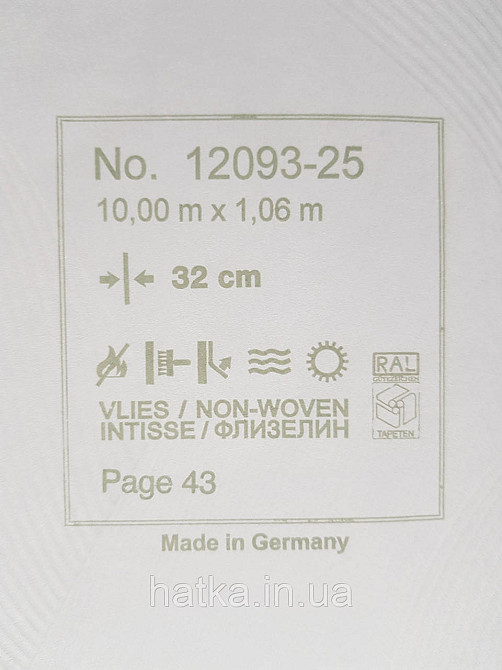 No. 12093-25
10,00 m x 1,06 m
32 cm
RAL
GÜTEZEICHEN
TAPETEN
VLIES / NON-WOVEN
INTISSE / ФЛИЗЕЛИН
Page 43
Made in Germany
hatka.in.ua